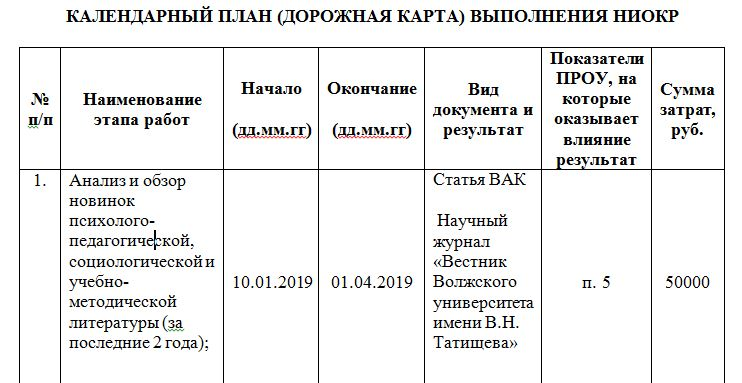 КАЛЕНДАРНЫЙ ПЛАН (ДОРОЖНАЯ КАРТА) ВЫПОЛНЕНИЯ НИОКР
№
п/п
Наименование
этапа работ
Начало
(дд.мм.гг)
Окончание
(дд.мм.гг)
Вид
документа и
результат
Показатели
ПРОУ, на
которые
оказывает
влияние
результат
Сумма
затрат,
руб.
1.
Анализ и обзор
новинок
психолого-
педагогической,
социологической и
учебно-
методической
литературы (за
последние 2 года);
10.01.2019
01.04.2019
Статья ВАК
Научный
журнал
«Вестник
Волжского
университета
имени В.Н.
Татищева»
п. 5
50000